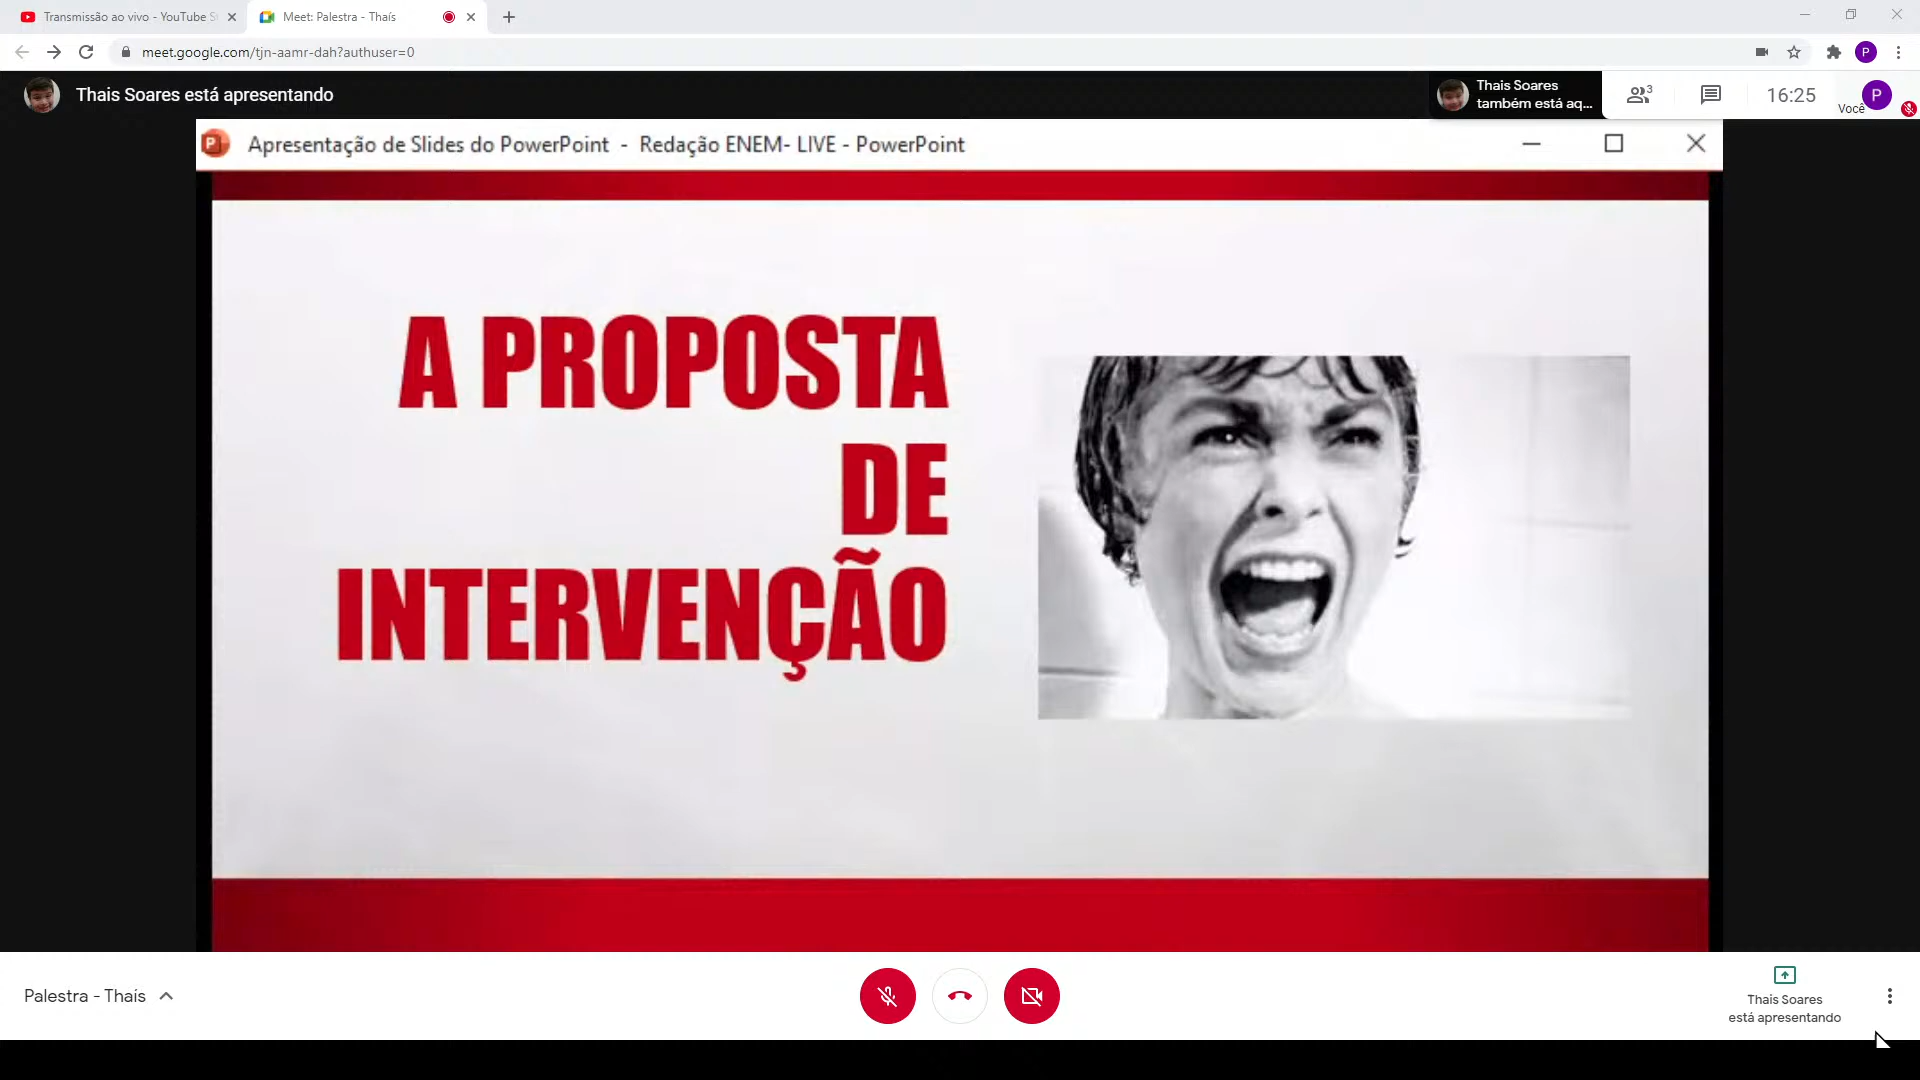 Transmissão ao vivo - YouTube S
Meet: Palestra - Thaís
meet.google.com/tjn-aamr-dah?authuser=0
P
Thais Soares está apresentando
Thais Soares
também está aq...
3
16:25
Você
P
Apresentação de Slides do PowerPoint - Redação ENEM- LIVE - PowerPoint
A PROPOSTA
DE
INTERVENÇÃO
Palestra - Thaís
Thais Soares
está apresentando